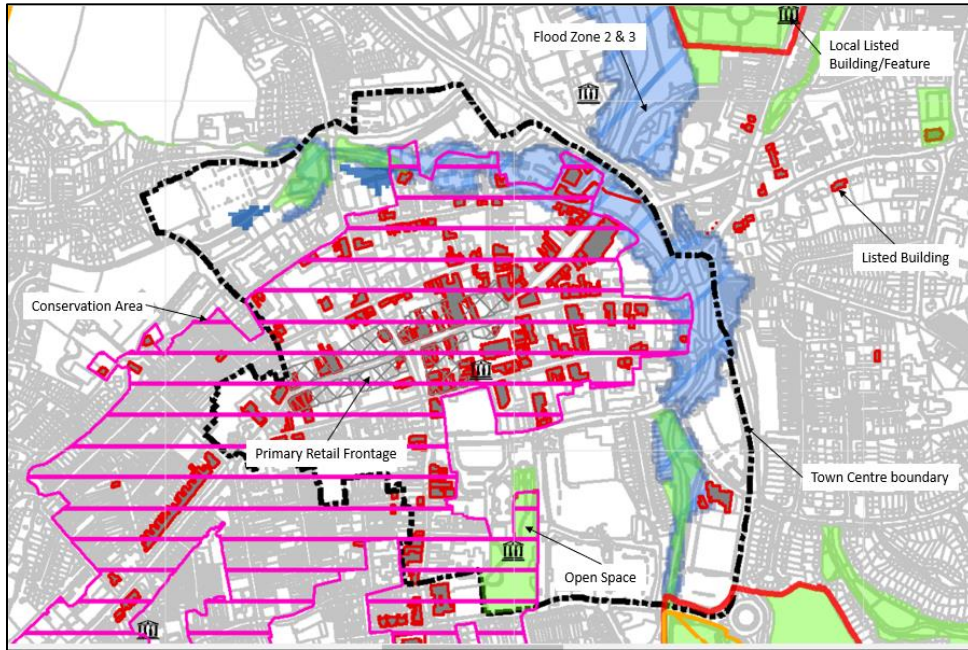 Flood Zone 2 & 3
Local Listed
Building/Feature
Listed Building
Conservation Area
Primary Retail Frontage
Town Centre boundary
Open Space